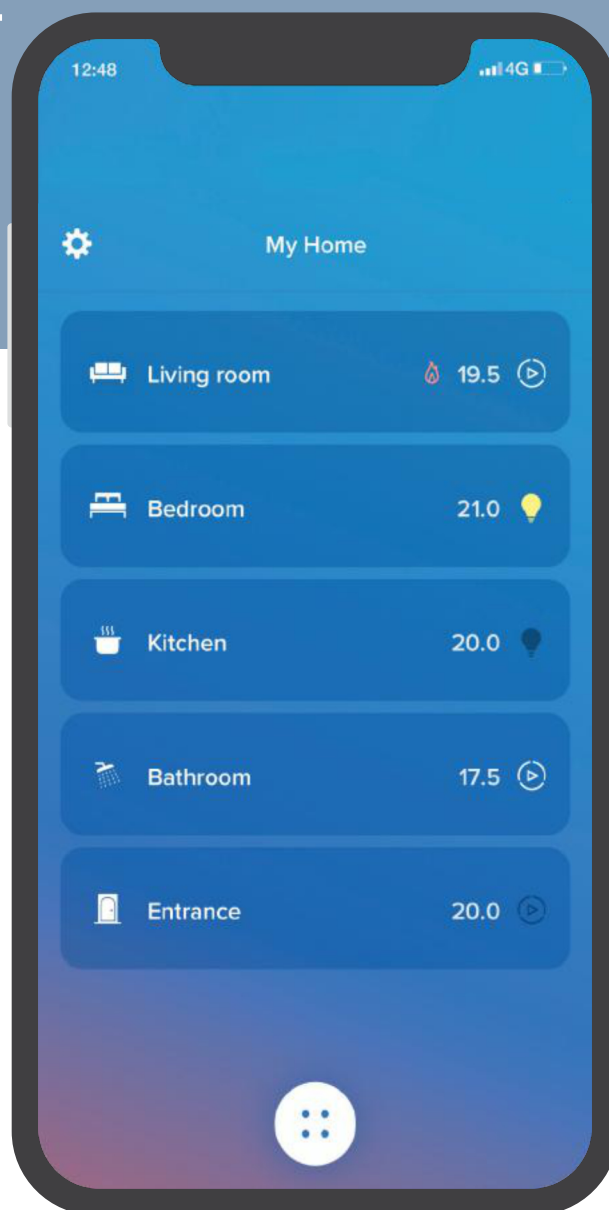 12:48 4G
My Home
Living room 19.5
Bedroom 21.0
Kitchen 20.0
Bathroom 17.5
Entrance 20.0